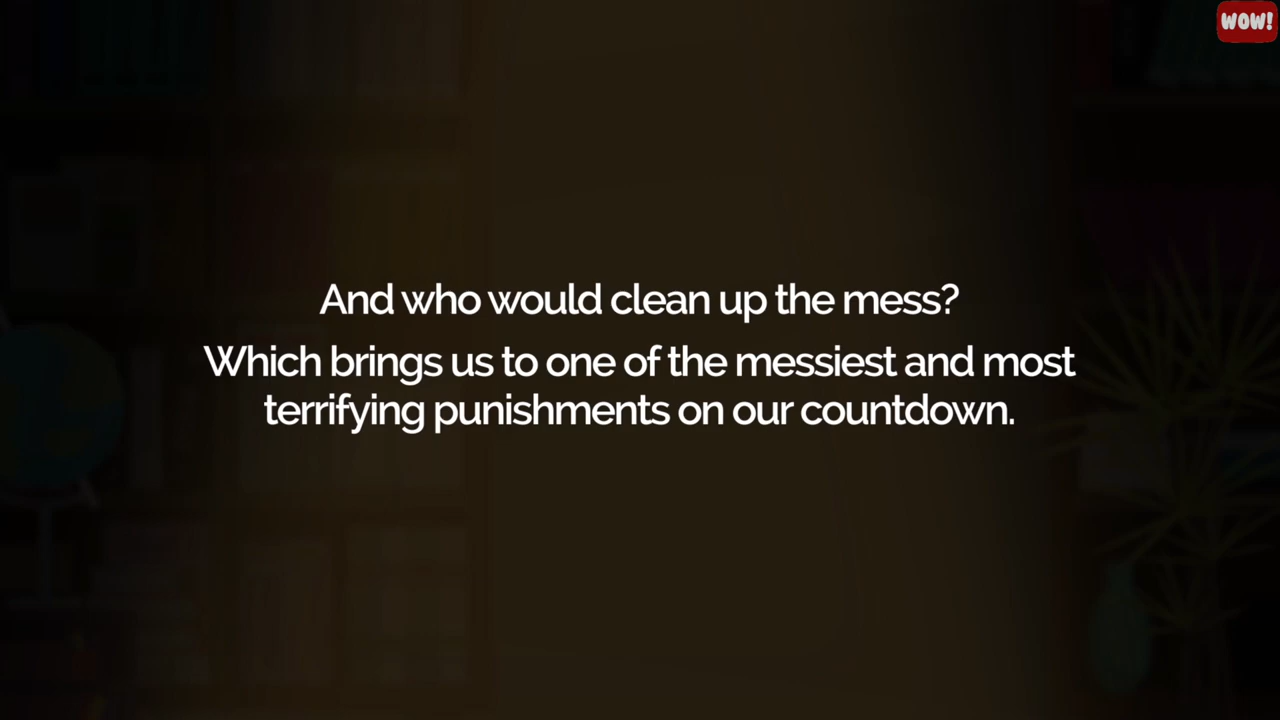 WOW!
And who would clean up the mess?
Which brings us to one of the messiest and most
terrifying punishments on our countdown.